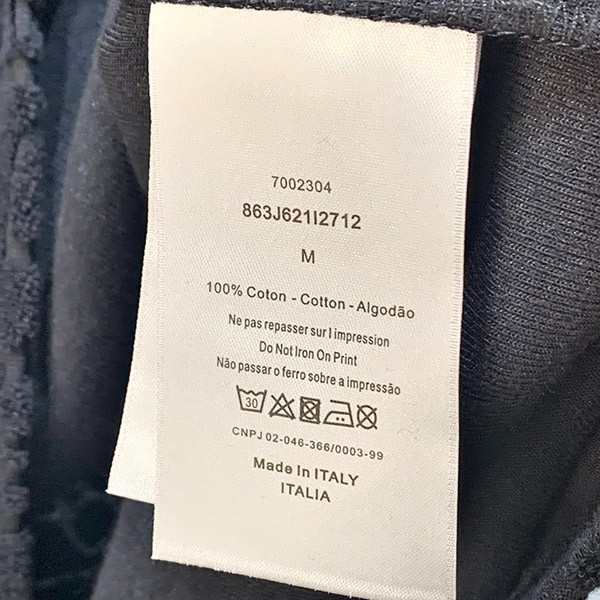 7002304
863J621I2712
M
100% Coton - Cotton - Algodão
Ne pas repasser sur l impression
Do Not Iron On Print
Não passar o ferro sobre a impressão
30
CNPJ 02-046-366/0003-99
Made In ITALY
ITALIA